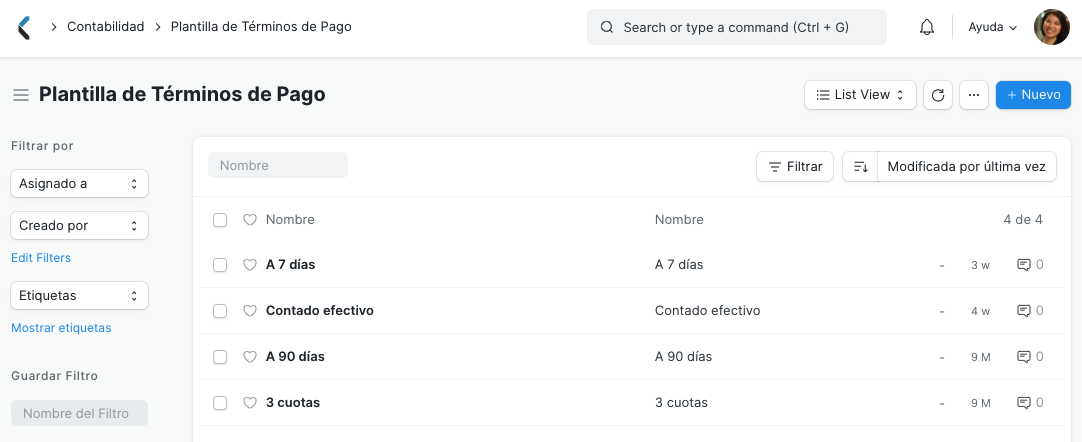 Contabilidad Plantilla de Términos de Pago
Search or type a command (Ctrl + G)
Ayuda
Plantilla de Términos de Pago
List View
...
+ Nuevo
Filtrar por
Asignado a
Creado por
Edit Filters
Etiquetas
Mostrar etiquetas
Guardar Filtro
Nombre del Filtro
Nombre
Filtrar
Modificada por última vez
Nombre Nombre 4 de 4
A 7 días A 7 días - 3 w 0
Contado efectivo Contado efectivo - 4 w 0
A 90 días A 90 días - 9 M 0
3 cuotas 3 cuotas - 9 M 0